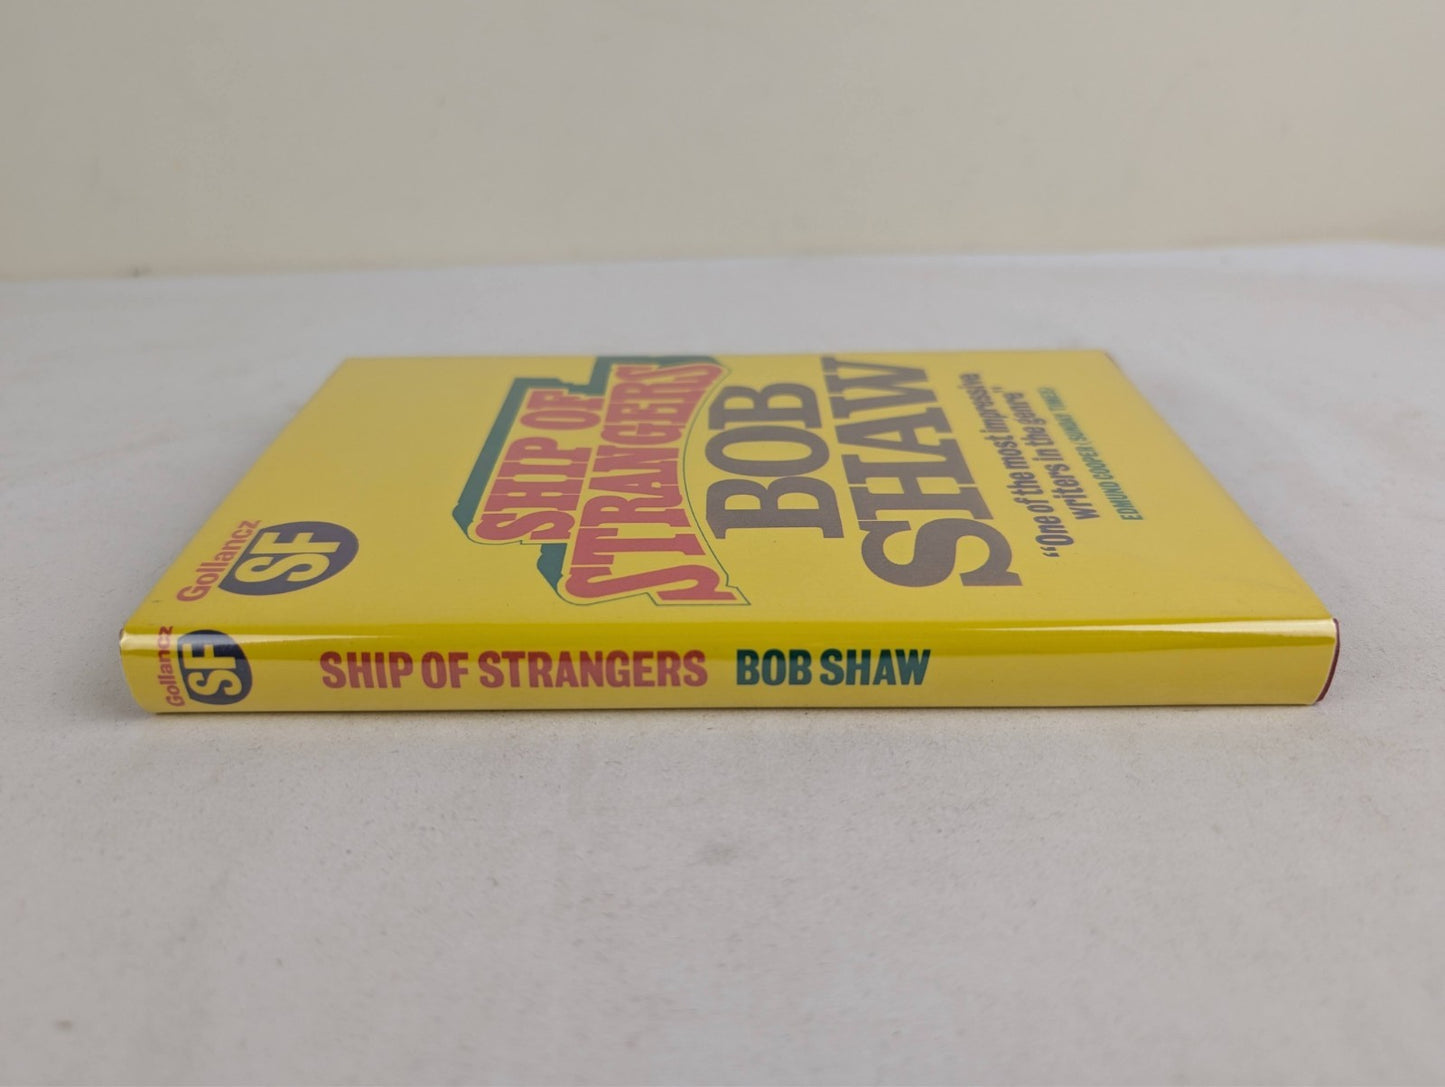 BOB
SHAW
SHIP OF
STRANGERS
"One of the most impressive
writers in the genre"
EDMUND COOPER, SUNDAY TIMES
Gollancz
SF
Gollancz
SF
SHIP OF STRANGERS BOB SHAW